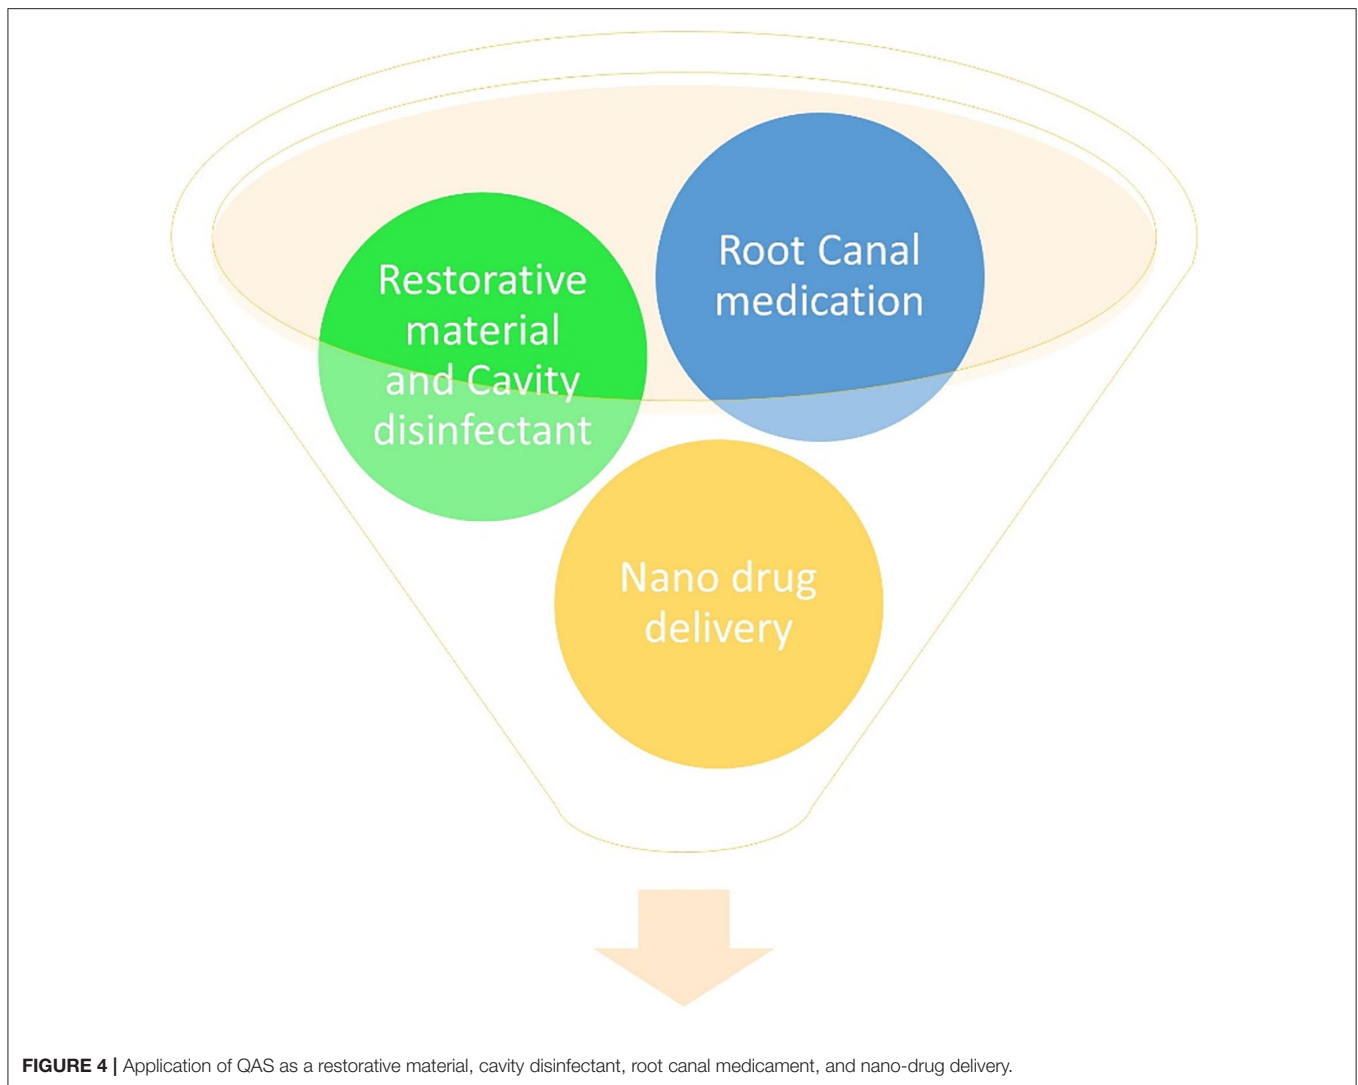 Root Canal
medication
Restorative
material
and Cavity
disinfectant
Nano drug
delivery
FIGURE 4 | Application of QAS as a restorative material, cavity disinfectant, root canal medicament, and nano-drug delivery.